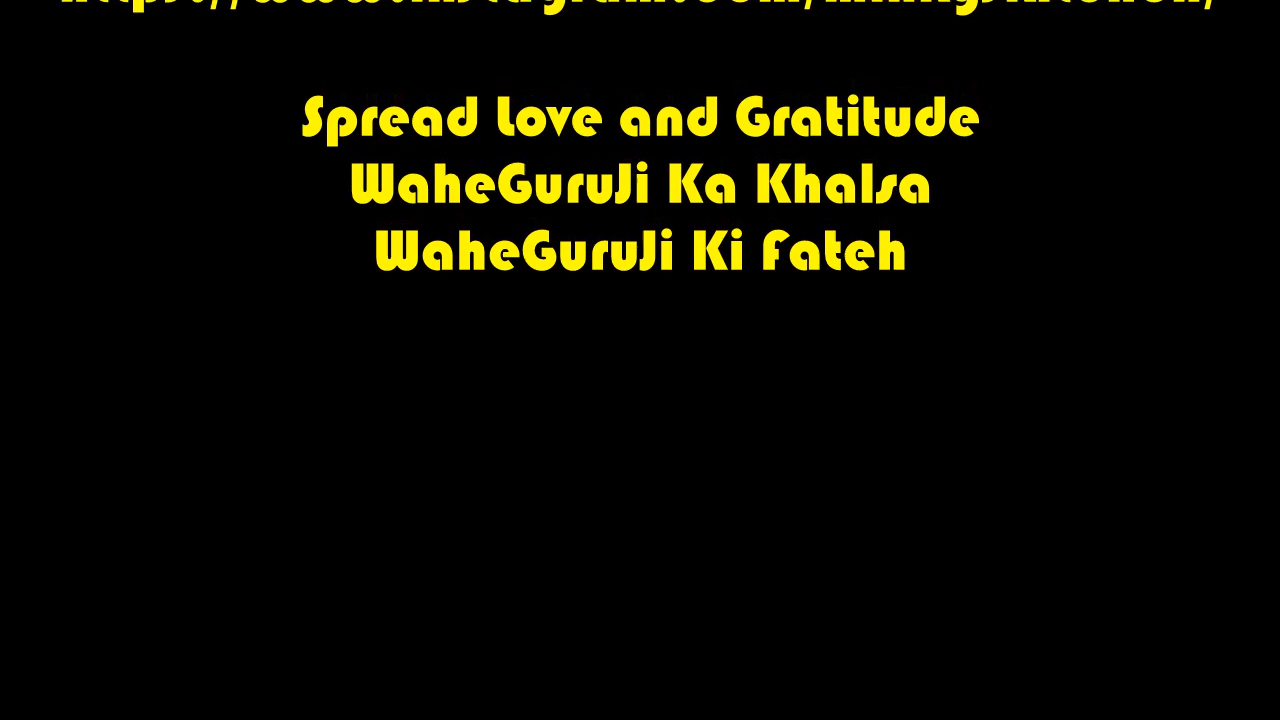 Spread Love and Gratitude
WaheGuruJi Ka Khalsa
WaheGuruJi Ki Fateh